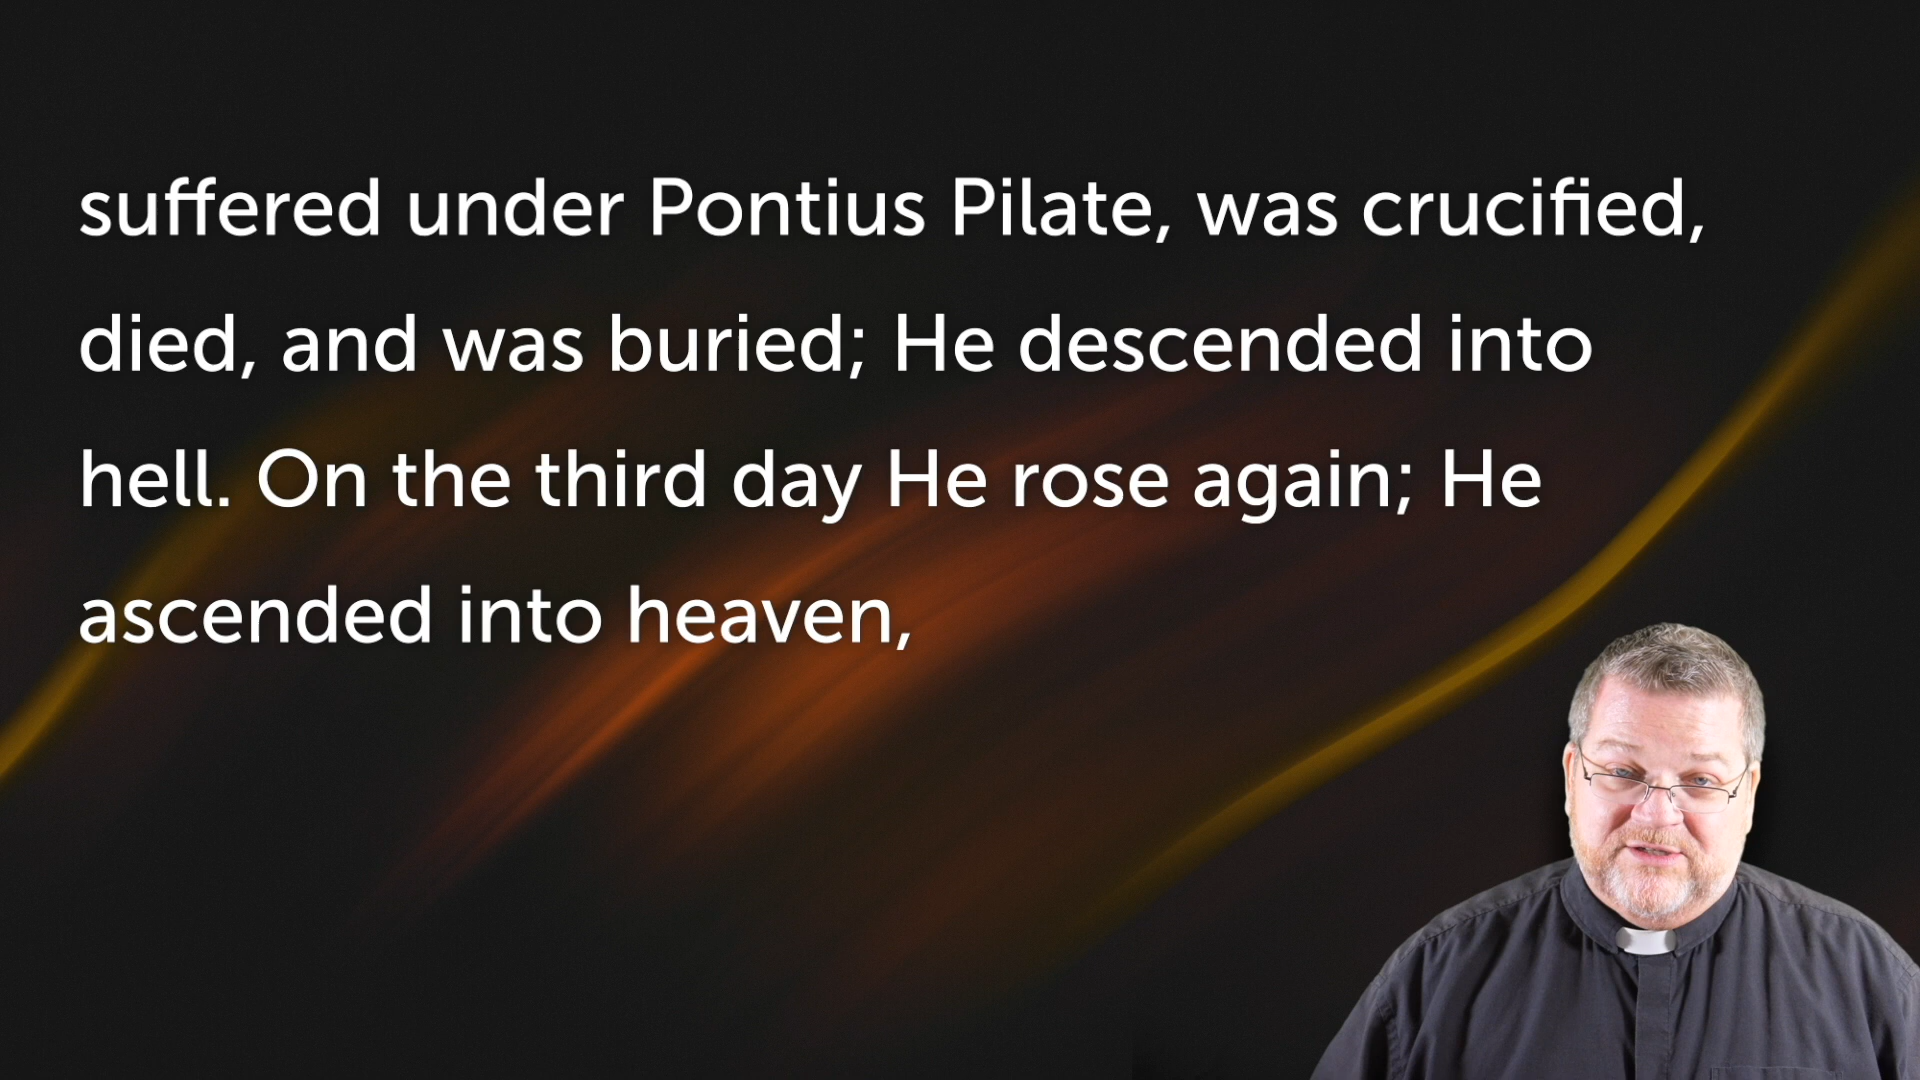 suffered under Pontius Pilate, was crucified,
died, and was buried; He descended into
hell. On the third day He rose again; He
ascended into heaven,